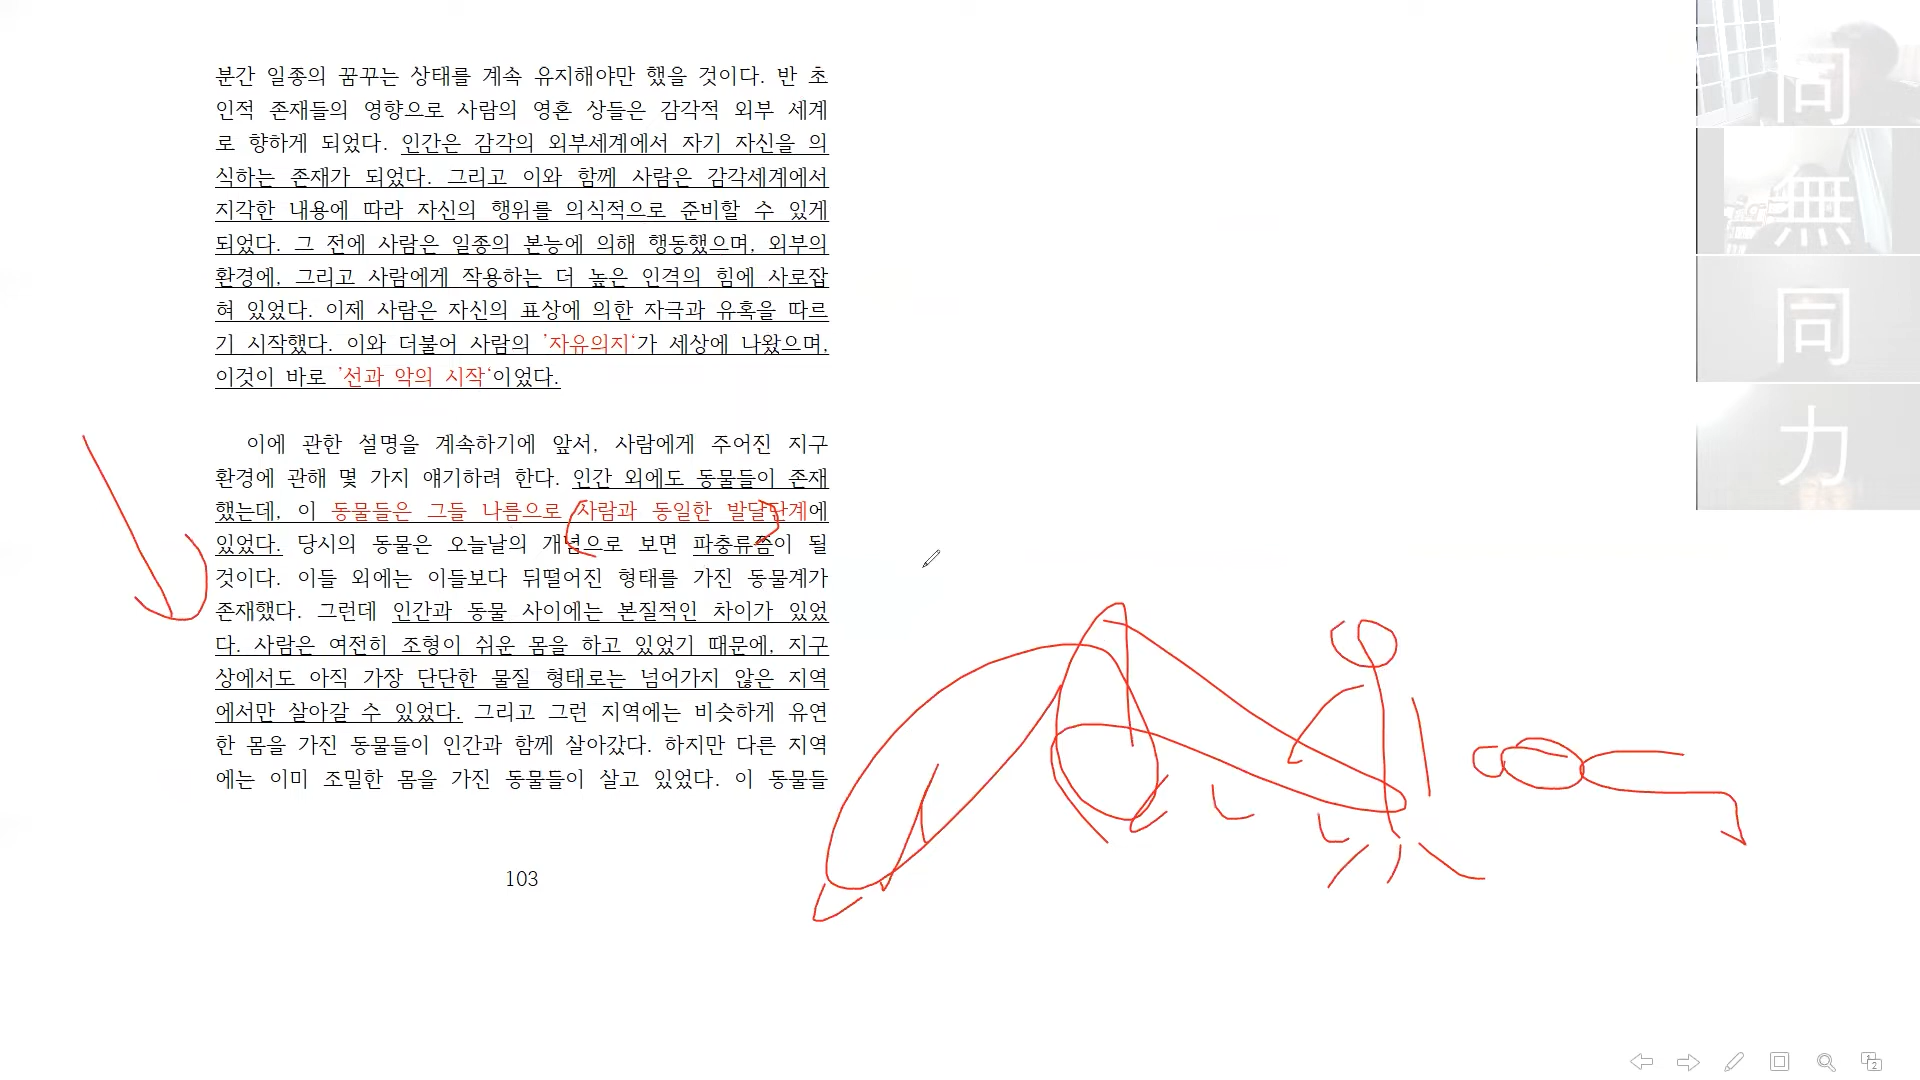 분간 일종의 꿈꾸는 상태를 계속 유지해야만 했을 것이다. 반 초
인적 존재들의 영향으로 사람의 영혼 상들은 감각적 외부 세계
로 향하게 되었다. 인간은 감각의 외부세계에서 자기 자신을 의
식하는 존재가 되었다. 그리고 이와 함께 사람은 감각세계에서
지각한 내용에 따라 자신의 행위를 의식적으로 준비할 수 있게
되었다. 그 전에 사람은 일종의 본능에 의해 행동했으며, 외부의
환경에, 그리고 사람에게 작용하는 더 높은 인격의 힘에 사로잡
혀 있었다. 이제 사람은 자신의 표상에 의한 자극과 유혹을 따르
기 시작했다. 이와 더불어 사람의 ’자유의지‘가 세상에 나왔으며,
이것이 바로 ’선과 악의 시작‘이었다.
이에 관한 설명을 계속하기에 앞서, 사람에게 주어진 지구
환경에 관해 몇 가지 얘기하려 한다. 인간 외에도 동물들이 존재
했는데, 이 동물들은 그들 나름으로 사람과 동일한 발달단계에
있었다. 당시의 동물은 오늘날의 개념으로 보면 파충류쯤이 될
것이다. 이들 외에는 이들보다 뒤떨어진 형태를 가진 동물계가
존재했다. 그런데 인간과 동물 사이에는 본질적인 차이가 있었
다. 사람은 여전히 조형이 쉬운 몸을 하고 있었기 때문에, 지구
상에서도 아직 가장 단단한 물질 형태로는 넘어가지 않은 지역
에서만 살아갈 수 있었다. 그리고 그런 지역에는 비슷하게 유연
한 몸을 가진 동물들이 인간과 함께 살아갔다. 하지만 다른 지역
에는 이미 조밀한 몸을 가진 동물들이 살고 있었다. 이 동물들
103
同
無
同
力